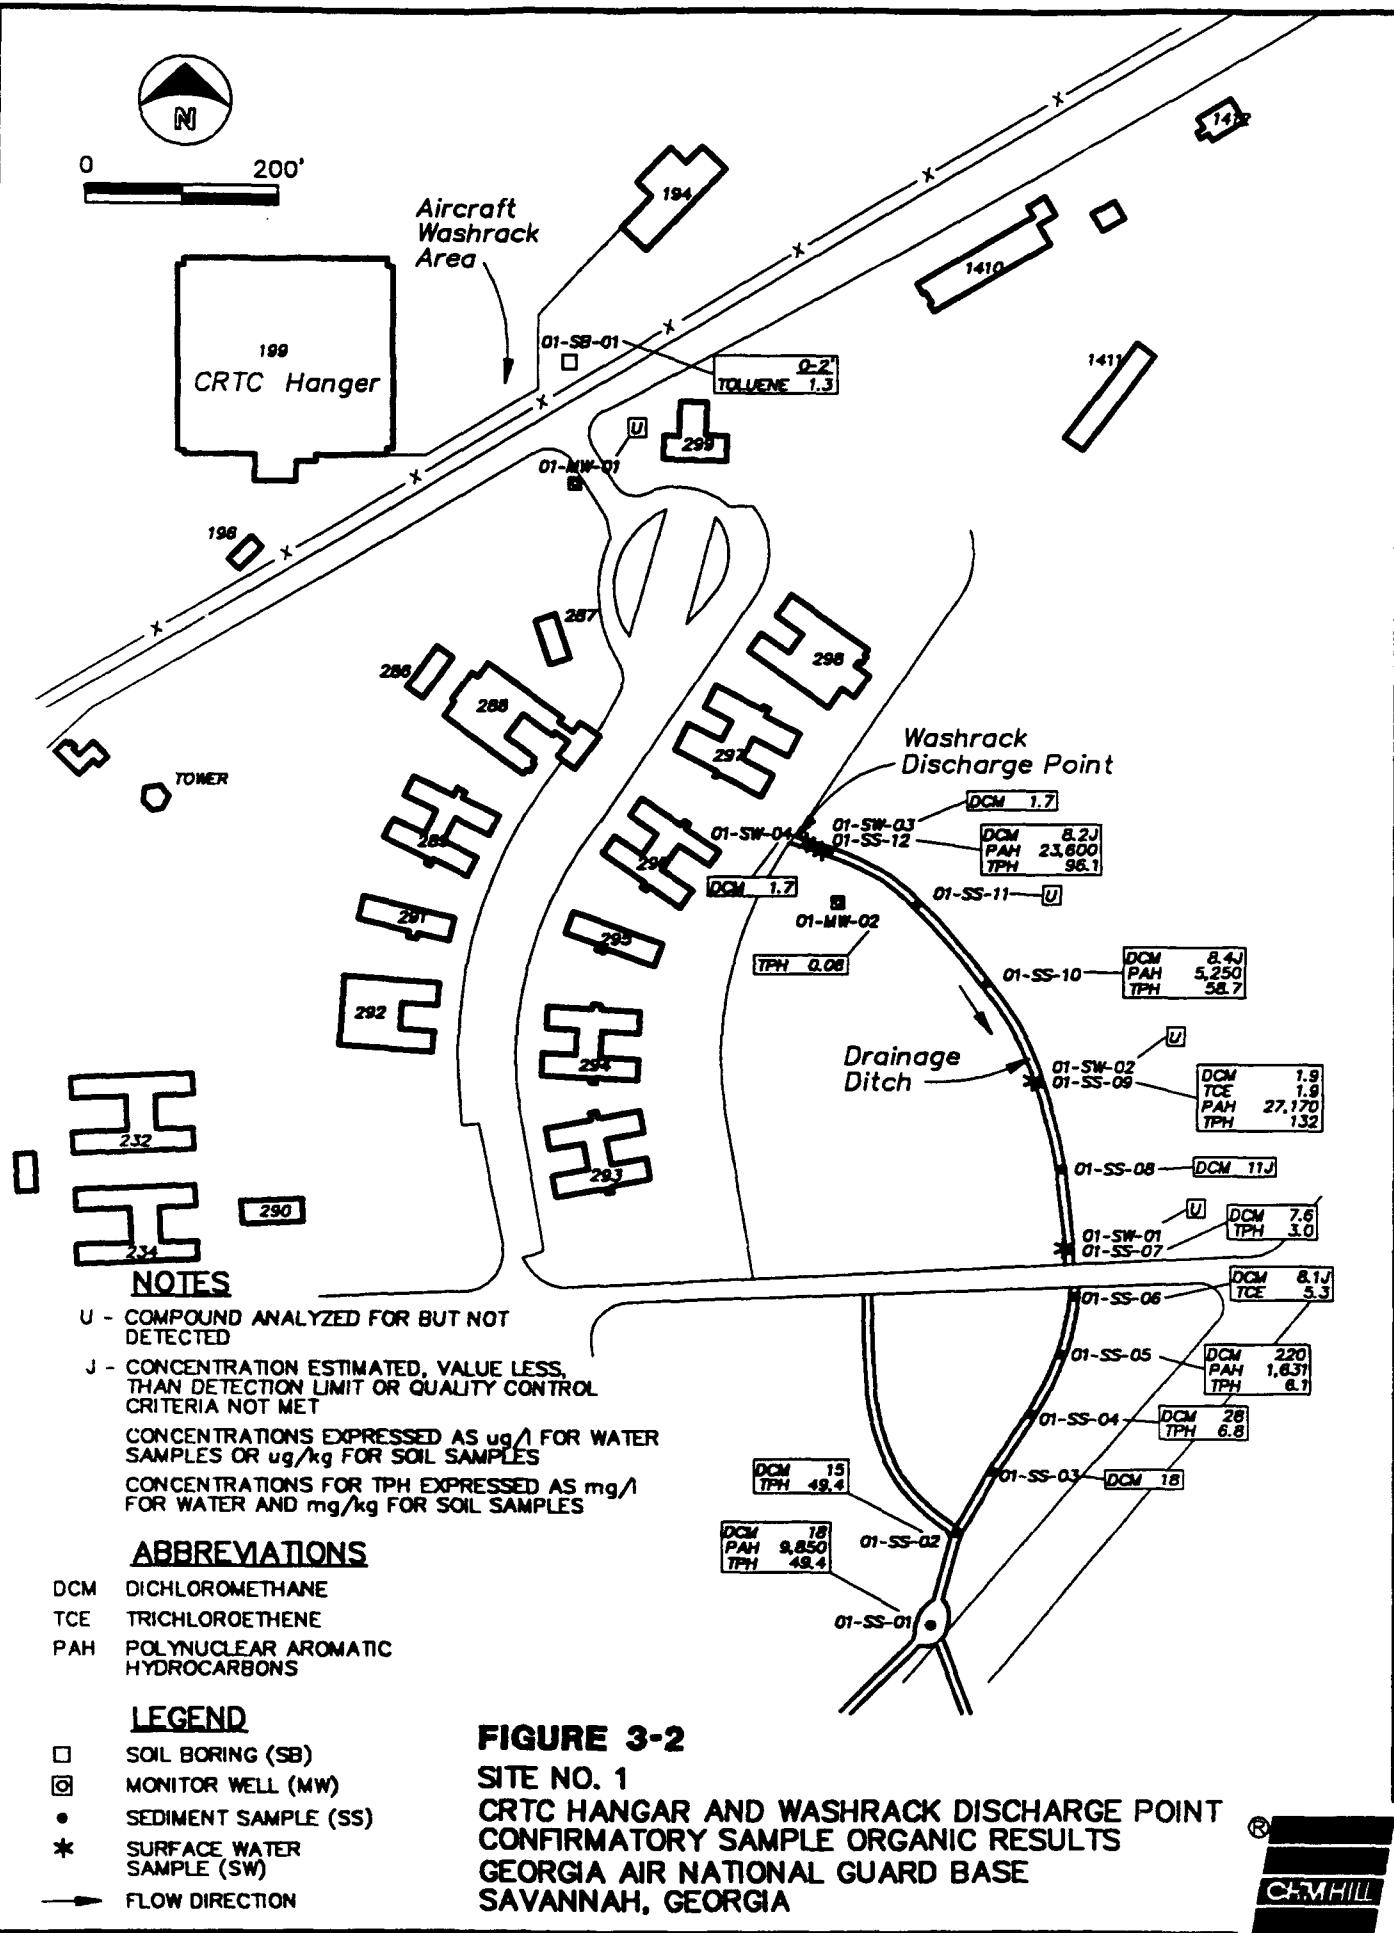 N
0 200'
1412
194
Aircraft
Washrack
Area
1410
01-SB-01
199
CRTC Hanger
0-2'
TOLUENE 1.3
1411
U
299
01-MW-01
198
287
286
288
298
297
TOWER
Washrack
Discharge Point
DCM 1.7
289
01-SW-04
01-SW-03
01-SS-12
DCM 8.2J
PAH 23,600
TPH 96.1
DCM 1.7
01-SS-11
U
291
01-MW-02
295
TPH 0.06
01-SS-10
DCM 8.4J
PAH 5,250
TPH 58.7
292
U
Drainage
Ditch
01-SW-02
01-SS-09
294
DCM 1.9
TCE 1.9
PAH 27,170
TPH 132
232
293
01-SS-08
DCM 11J
290
U
DCM 7.6
TPH 3.0
01-SW-01
01-SS-07
234
DCM 8.1J
TCE 5.3
01-SS-06
01-SS-05
DCM 220
PAH 1,631
TPH 6.1
01-SS-04
DCM 28
TPH 6.8
DCM 15
TPH 49.4
01-SS-03
DCM 18
DCM 18
PAH 9,850
TPH 49.4
01-SS-02
01-SS-01
NOTES
U - COMPOUND ANALYZED FOR BUT NOT
DETECTED
J - CONCENTRATION ESTIMATED, VALUE LESS,
THAN DETECTION LIMIT OR QUALITY CONTROL
CRITERIA NOT MET
CONCENTRATIONS EXPRESSED AS ug/l FOR WATER
SAMPLES OR ug/kg FOR SOIL SAMPLES
CONCENTRATIONS FOR TPH EXPRESSED AS mg/l
FOR WATER AND mg/kg FOR SOIL SAMPLES
ABBREVIATIONS
DCM DICHLOROMETHANE
TCE TRICHLOROETHENE
PAH POLYNUCLEAR AROMATIC
HYDROCARBONS
LEGEND
SOIL BORING (SB)
MONITOR WELL (MW)
SEDIMENT SAMPLE (SS)
SURFACE WATER
SAMPLE (SW)
FLOW DIRECTION
FIGURE 3-2
SITE NO. 1
CRTC HANGAR AND WASHRACK DISCHARGE POINT
CONFIRMATORY SAMPLE ORGANIC RESULTS
GEORGIA AIR NATIONAL GUARD BASE
SAVANNAH, GEORGIA
®
CH2M HILL